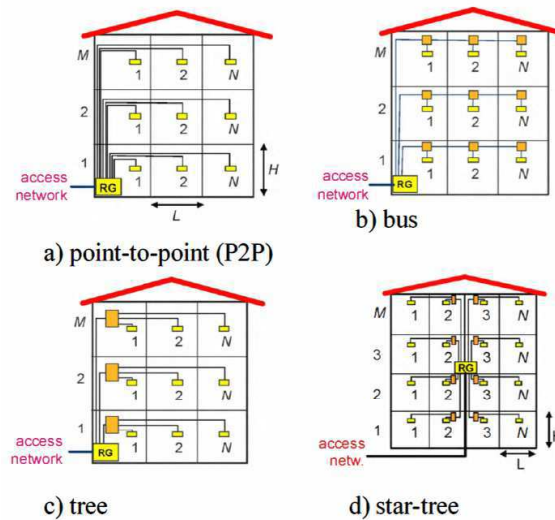 M
1 2 N
2
1 2 N
1
1 2 N
H
access
network
RG
L
a) point-to-point (P2P)
M
1 2 N
2
1 2 N
1
1 2 N
access
network
RG
b) bus
M
1 2 N
2
1 2 N
1
1 2 N
access
network
RG
c) tree
M
1 2 3 N
3
RG
1 2 3 N
2
1 2 3 N
1
1 2 3 N
access
netw.
L
d) star-tree